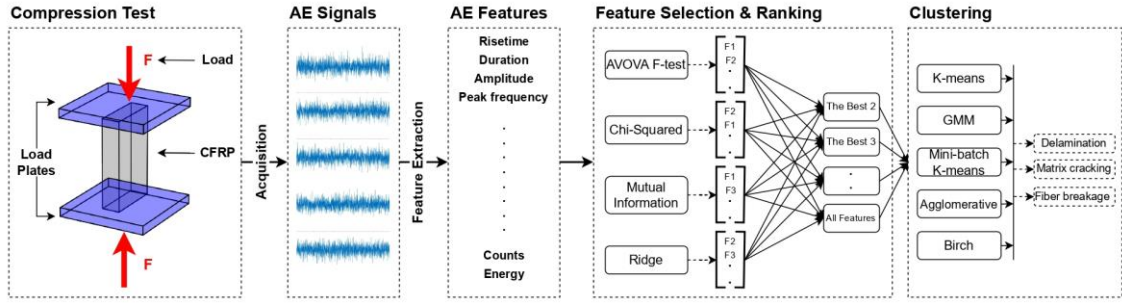 Compression Test
F
Load
Load
Plates
CFRP
F
Acquisition
AE Signals
Feature Extraction
AE Features
Risetime
Duration
Amplitude
Peak frequency
.
.
.
.
.
.
.
Counts
Energy
Feature Selection & Ranking
AVOVA F-test
F1
F2
.
Chi-Squared
F2
F1
.
Mutual
Information
F1
F3
.
Ridge
F2
F3
.
The Best 2
The Best 3
.
.
All Features
Clustering
K-means
GMM
Mini-batch
K-means
Agglomerative
Birch
Delamination
Matrix cracking
Fiber breakage